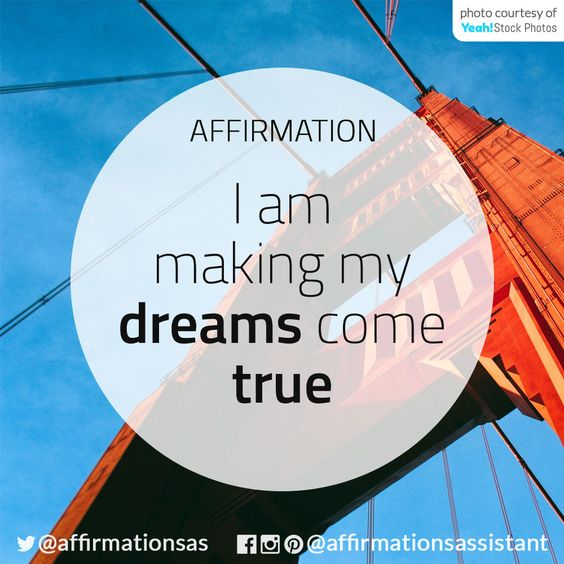 photo courtesy of
Yeah! Stock Photos
AFFIRMATION
I am
making my
dreams come
true
@affirmationsas @affirmationsassistant